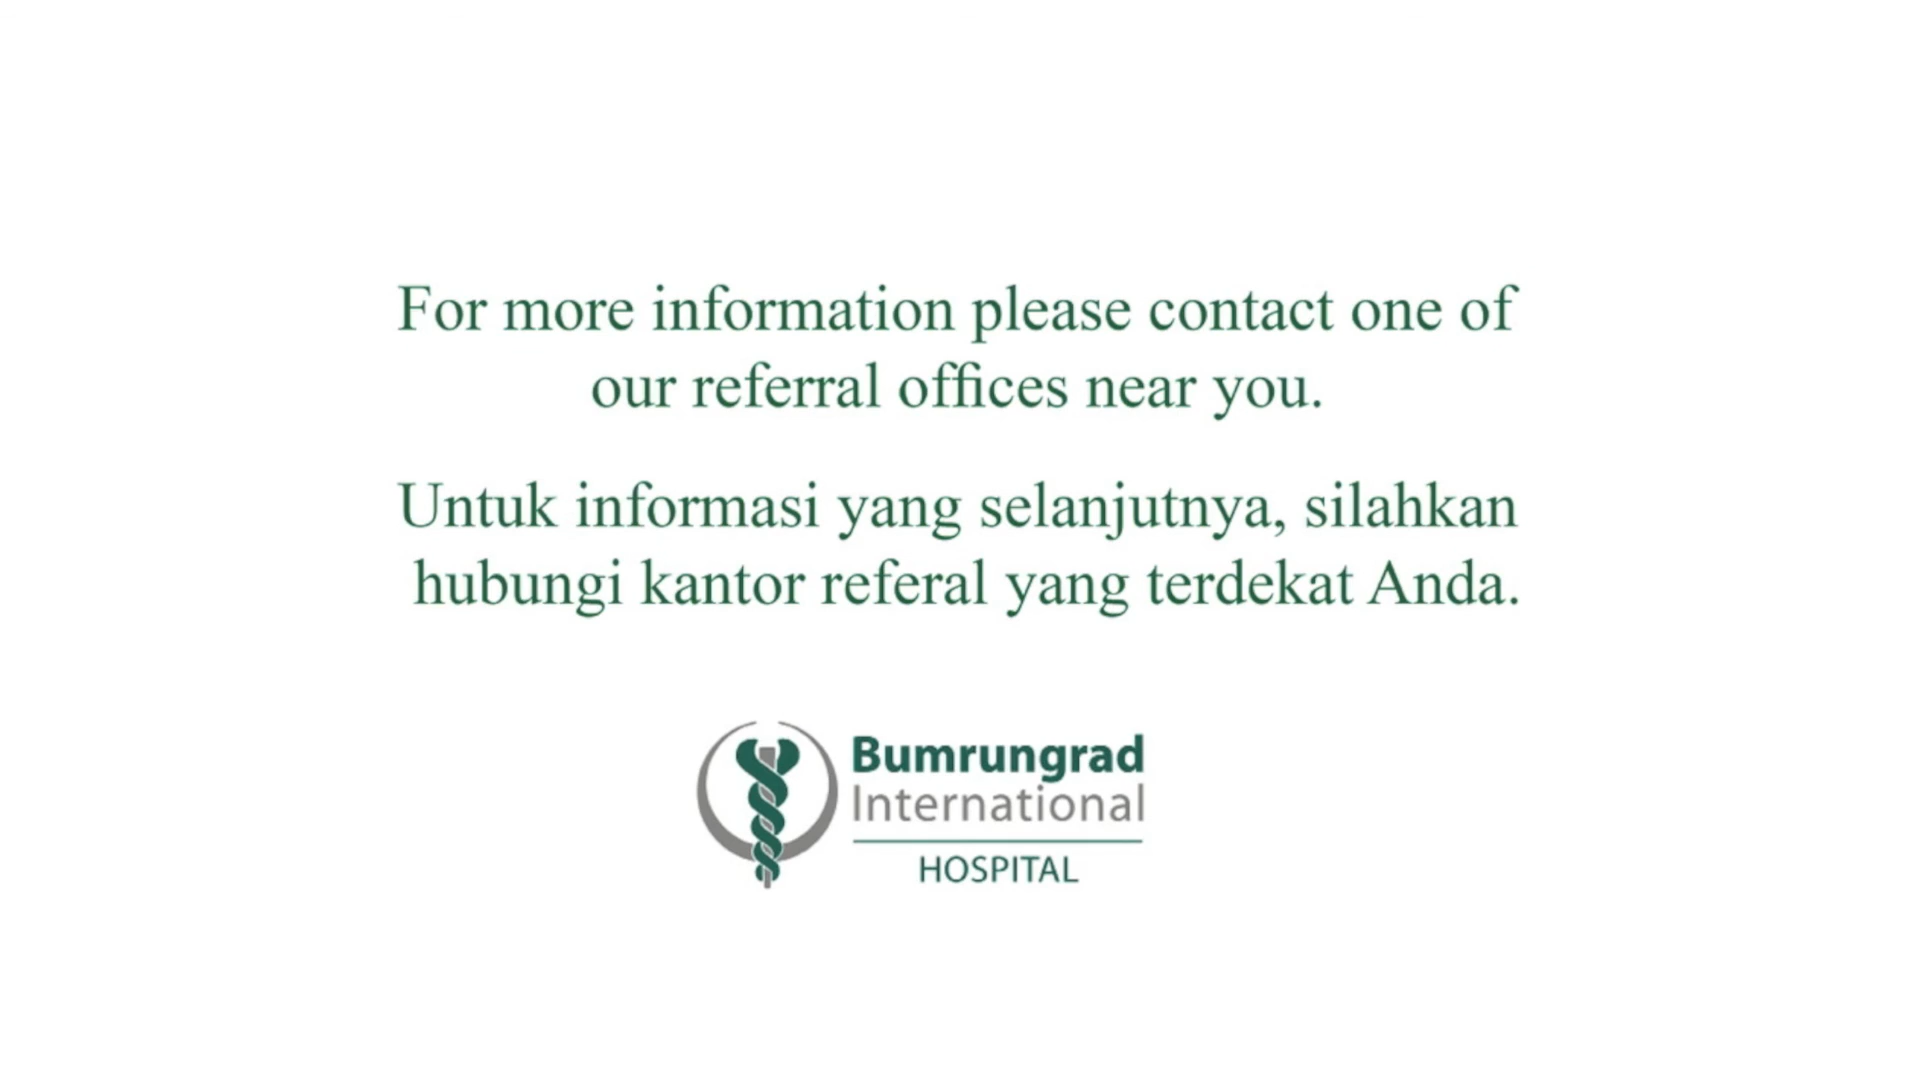 For more information please contact one of
our referral offices near you.
Untuk informasi yang selanjutnya, silahkan
hubungi kantor referal yang terdekat Anda.
Bumrungrad
International
HOSPITAL